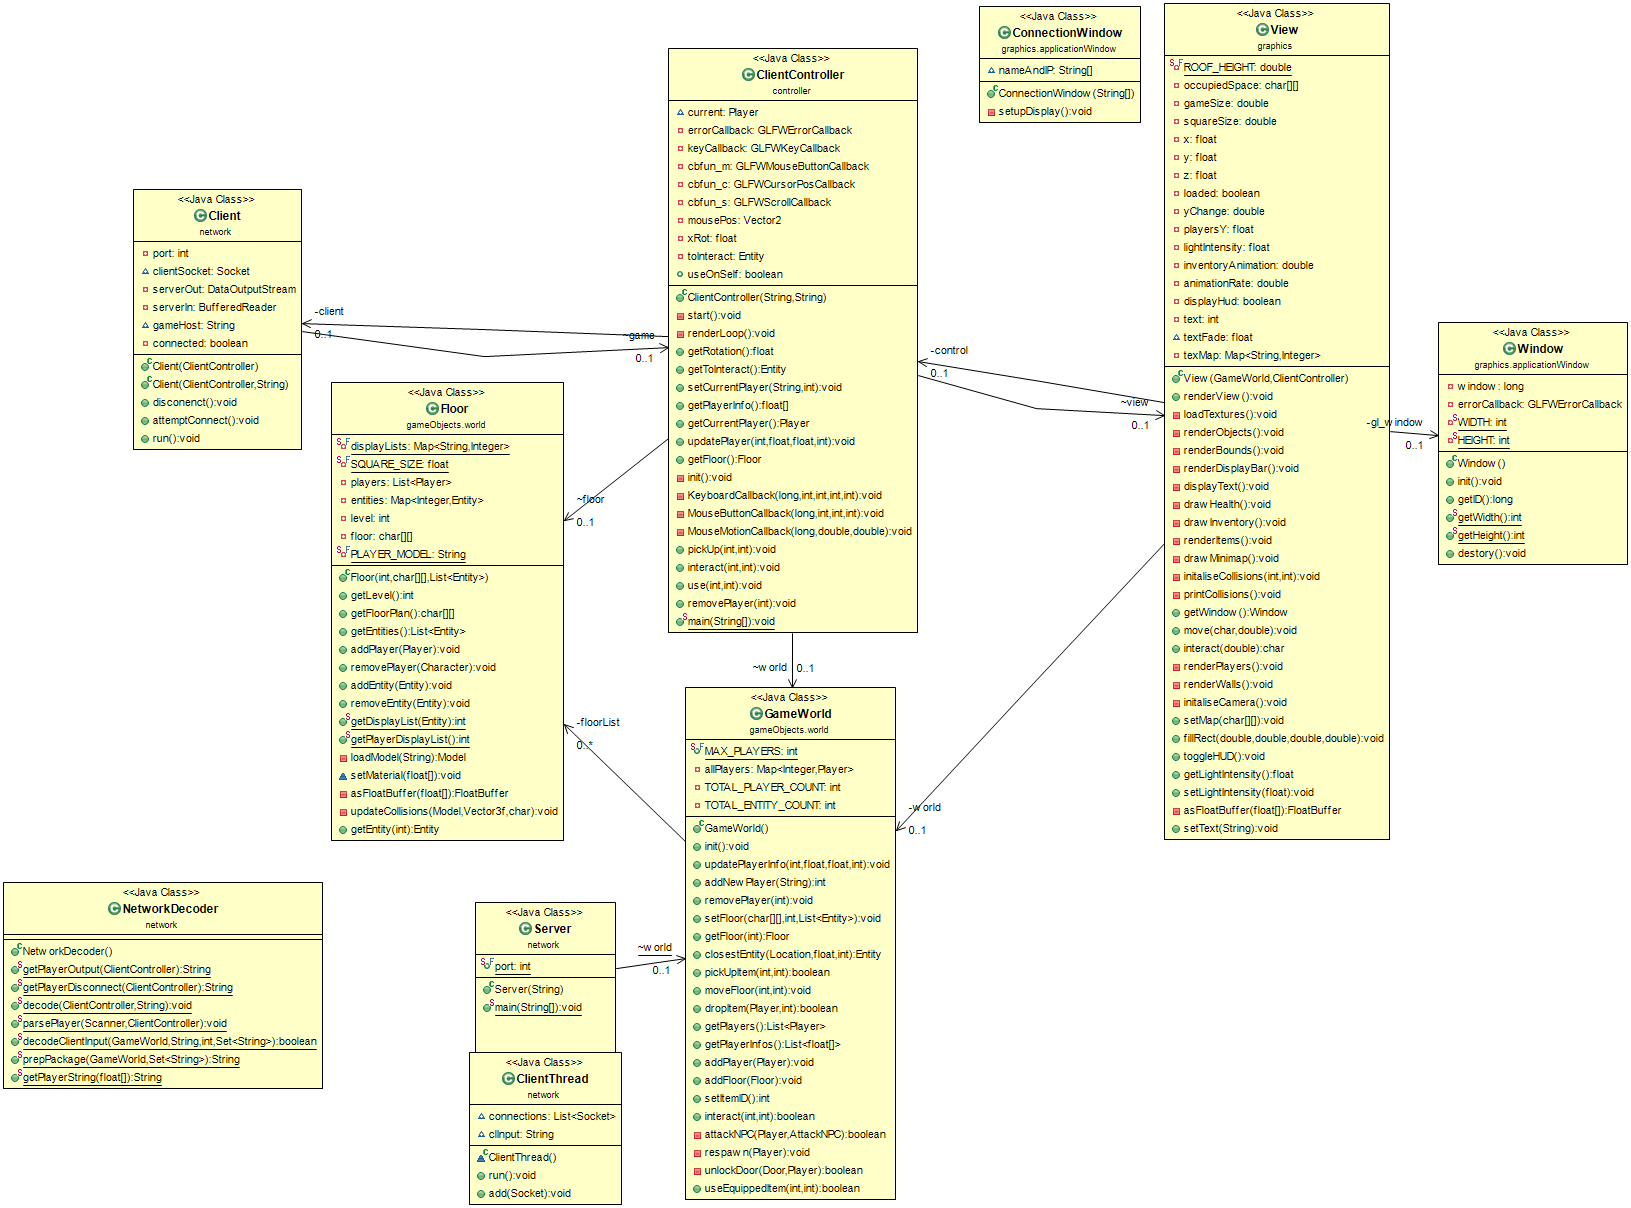 <<Java Class>>
ConnectionWindow
graphics.applicationWindow
nameAndIP: String[]
ConnectionWindow (String[])
setupDisplay():void
<<Java Class>>
View
graphics
ROOF_HEIGHT: double
occupiedSpace: char[][]
gameSize: double
squareSize: double
x: float
y: float
z: float
loaded: boolean
yChange: double
playersY: float
lightIntensity: float
inventoryAnimation: double
animationRate: double
displayHud: boolean
text: int
textFade: float
texMap: Map<String,Integer>
View (GameWorld,ClientController)
renderView ():void
loadTextures():void
renderObjects():void
renderBounds():void
renderDisplayBar():void
displayText():void
draw Health():void
draw Inventory():void
renderItems():void
draw Minimap():void
initaliseCollisions(int,int):void
printCollisions():void
getWindow ():Window
move(char,double):void
interact(double):char
renderPlayers():void
renderWalls():void
initaliseCamera():void
setMap(char[][]):void
fillRect(double,double,double,double):void
toggleHUD():void
getLightIntensity():float
setLightIntensity(float):void
asFloatBuffer(float[]):FloatBuffer
setText(String):void
<<Java Class>>
ClientController
controller
current: Player
errorCallback: GLFWErrorCallback
keyCallback: GLFWKeyCallback
cbfun_m: GLFWMouseButtonCallback
cbfun_c: GLFWCursorPosCallback
cbfun_s: GLFWScrollCallback
mousePos: Vector2
xRot: float
toInteract: Entity
useOnSelf: boolean
ClientController(String,String)
start():void
renderLoop():void
getRotation():float
getToInteract():Entity
setCurrentPlayer(String,int):void
getPlayerInfo():float[]
getCurrentPlayer():Player
updatePlayer(int,float,float,int):void
getFloor():Floor
init():void
KeyboardCallback(long,int,int,int,int):void
MouseButtonCallback(long,int,int,int):void
MouseMotionCallback(long,double,double):void
pickUp(int,int):void
interact(int,int):void
use(int,int):void
removePlayer(int):void
main(String[]):void
<<Java Class>>
Client
network
port: int
clientSocket: Socket
serverOut: DataOutputStream
serverIn: BufferedReader
gameHost: String
connected: boolean
Client(ClientController)
Client(ClientController,String)
disconenct():void
attemptConnect():void
run():void
-client
0..1
~game
0..1
-control
0..1
~view
0..1
-gl_w indow
0..1
<<Java Class>>
Window
graphics.applicationWindow
w indow : long
errorCallback: GLFWErrorCallback
WIDTH: int
HEIGHT: int
Window ()
init():void
getID():long
getWidth():int
getHeight():int
destory():void
<<Java Class>>
Floor
gameObjects.world
displayLists: Map<String,Integer>
SQUARE_SIZE: float
players: List<Player>
entities: Map<Integer,Entity>
level: int
floor: char[][]
PLAYER_MODEL: String
Floor(int,char[][],List<Entity>)
getLevel():int
getFloorPlan():char[][]
getEntities():List<Entity>
addPlayer(Player):void
removePlayer(Character):void
addEntity(Entity):void
removeEntity(Entity):void
getDisplayList(Entity):int
getPlayerDisplayList():int
loadModel(String):Model
setMaterial(float[]):void
asFloatBuffer(float[]):FloatBuffer
updateCollisions(Model,Vector3f,char):void
getEntity(int):Entity
~floor
0..1
~w orld
0..1
-floorList
0..*
-w orld
0..1
<<Java Class>>
GameWorld
gameObjects.world
MAX_PLAYERS: int
allPlayers: Map<Integer,Player>
TOTAL_PLAYER_COUNT: int
TOTAL_ENTITY_COUNT: int
GameWorld()
init():void
updatePlayerInfo(int,float,float,int):void
addNew Player(String):int
removePlayer(int):void
setFloor(char[][],int,List<Entity>):void
getFloor(int):Floor
closestEntity(Location,float,int):Entity
pickUpItem(int,int):boolean
moveFloor(int,int):void
dropItem(Player,int):boolean
getPlayers():List<Player>
getPlayerInfos():List<float[]>
addPlayer(Player):void
addFloor(Floor):void
setItemID():int
interact(int,int):boolean
attackNPC(Player,AttackNPC):boolean
respaw n(Player):void
unlockDoor(Door,Player):boolean
useEquippedItem(int,int):boolean
<<Java Class>>
NetworkDecoder
network
Netw orkDecoder()
getPlayerOutput(ClientController):String
getPlayerDisconnect(ClientController):String
decode(ClientController,String):void
parsePlayer(Scanner,ClientController):void
decodeClientInput(GameWorld,String,int,Set<String>):boolean
prepPackage(GameWorld,Set<String>):String
getPlayerString(float[]):String
<<Java Class>>
Server
network
port: int
Server(String)
main(String[]):void
~w orld
0..1
<<Java Class>>
ClientThread
network
connections: List<Socket>
clInput: String
ClientThread()
run():void
add(Socket):void